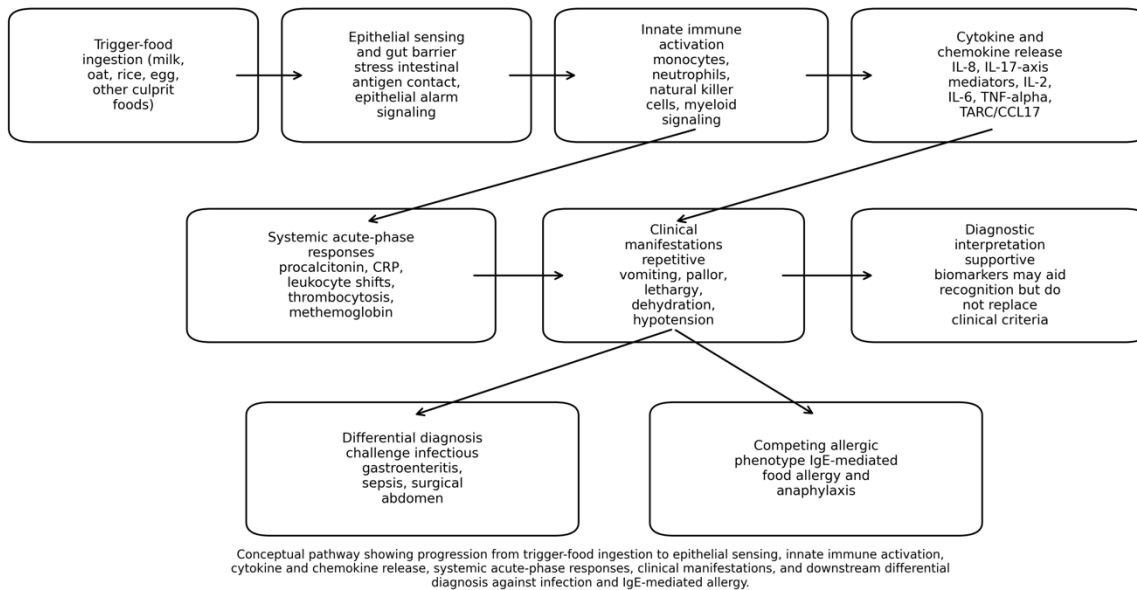 Trigger-food
ingestion (milk,
oat, rice, egg,
other culprit
foods)
Epithelial sensing
and gut barrier
stress intestinal
antigen contact,
epithelial alarm
signaling
Innate immune
activation
monocytes,
neutrophils,
natural killer
cells, myeloid
signaling
Cytokine and
chemokine release
IL-8, IL-17-axis
mediators, IL-2,
IL-6, TNF-alpha,
TARC/CCL17
Systemic acute-phase
responses
procalcitonin, CRP,
leukocyte shifts,
thrombocytosis,
methemoglobin
Clinical
manifestations
repetitive
vomiting, pallor,
lethargy,
dehydration,
hypotension
Diagnostic
interpretation
supportive
biomarkers may aid
recognition but do
not replace
clinical criteria
Differential diagnosis
challenge infectious
gastroenteritis,
sepsis, surgical
abdomen
Competing allergic
phenotype IgE-mediated
food allergy and
anaphylaxis
Conceptual pathway showing progression from trigger-food ingestion to epithelial sensing, innate immune activation,
cytokine and chemokine release, systemic acute-phase responses, clinical manifestations, and downstream differential
diagnosis against infection and IgE-mediated allergy.